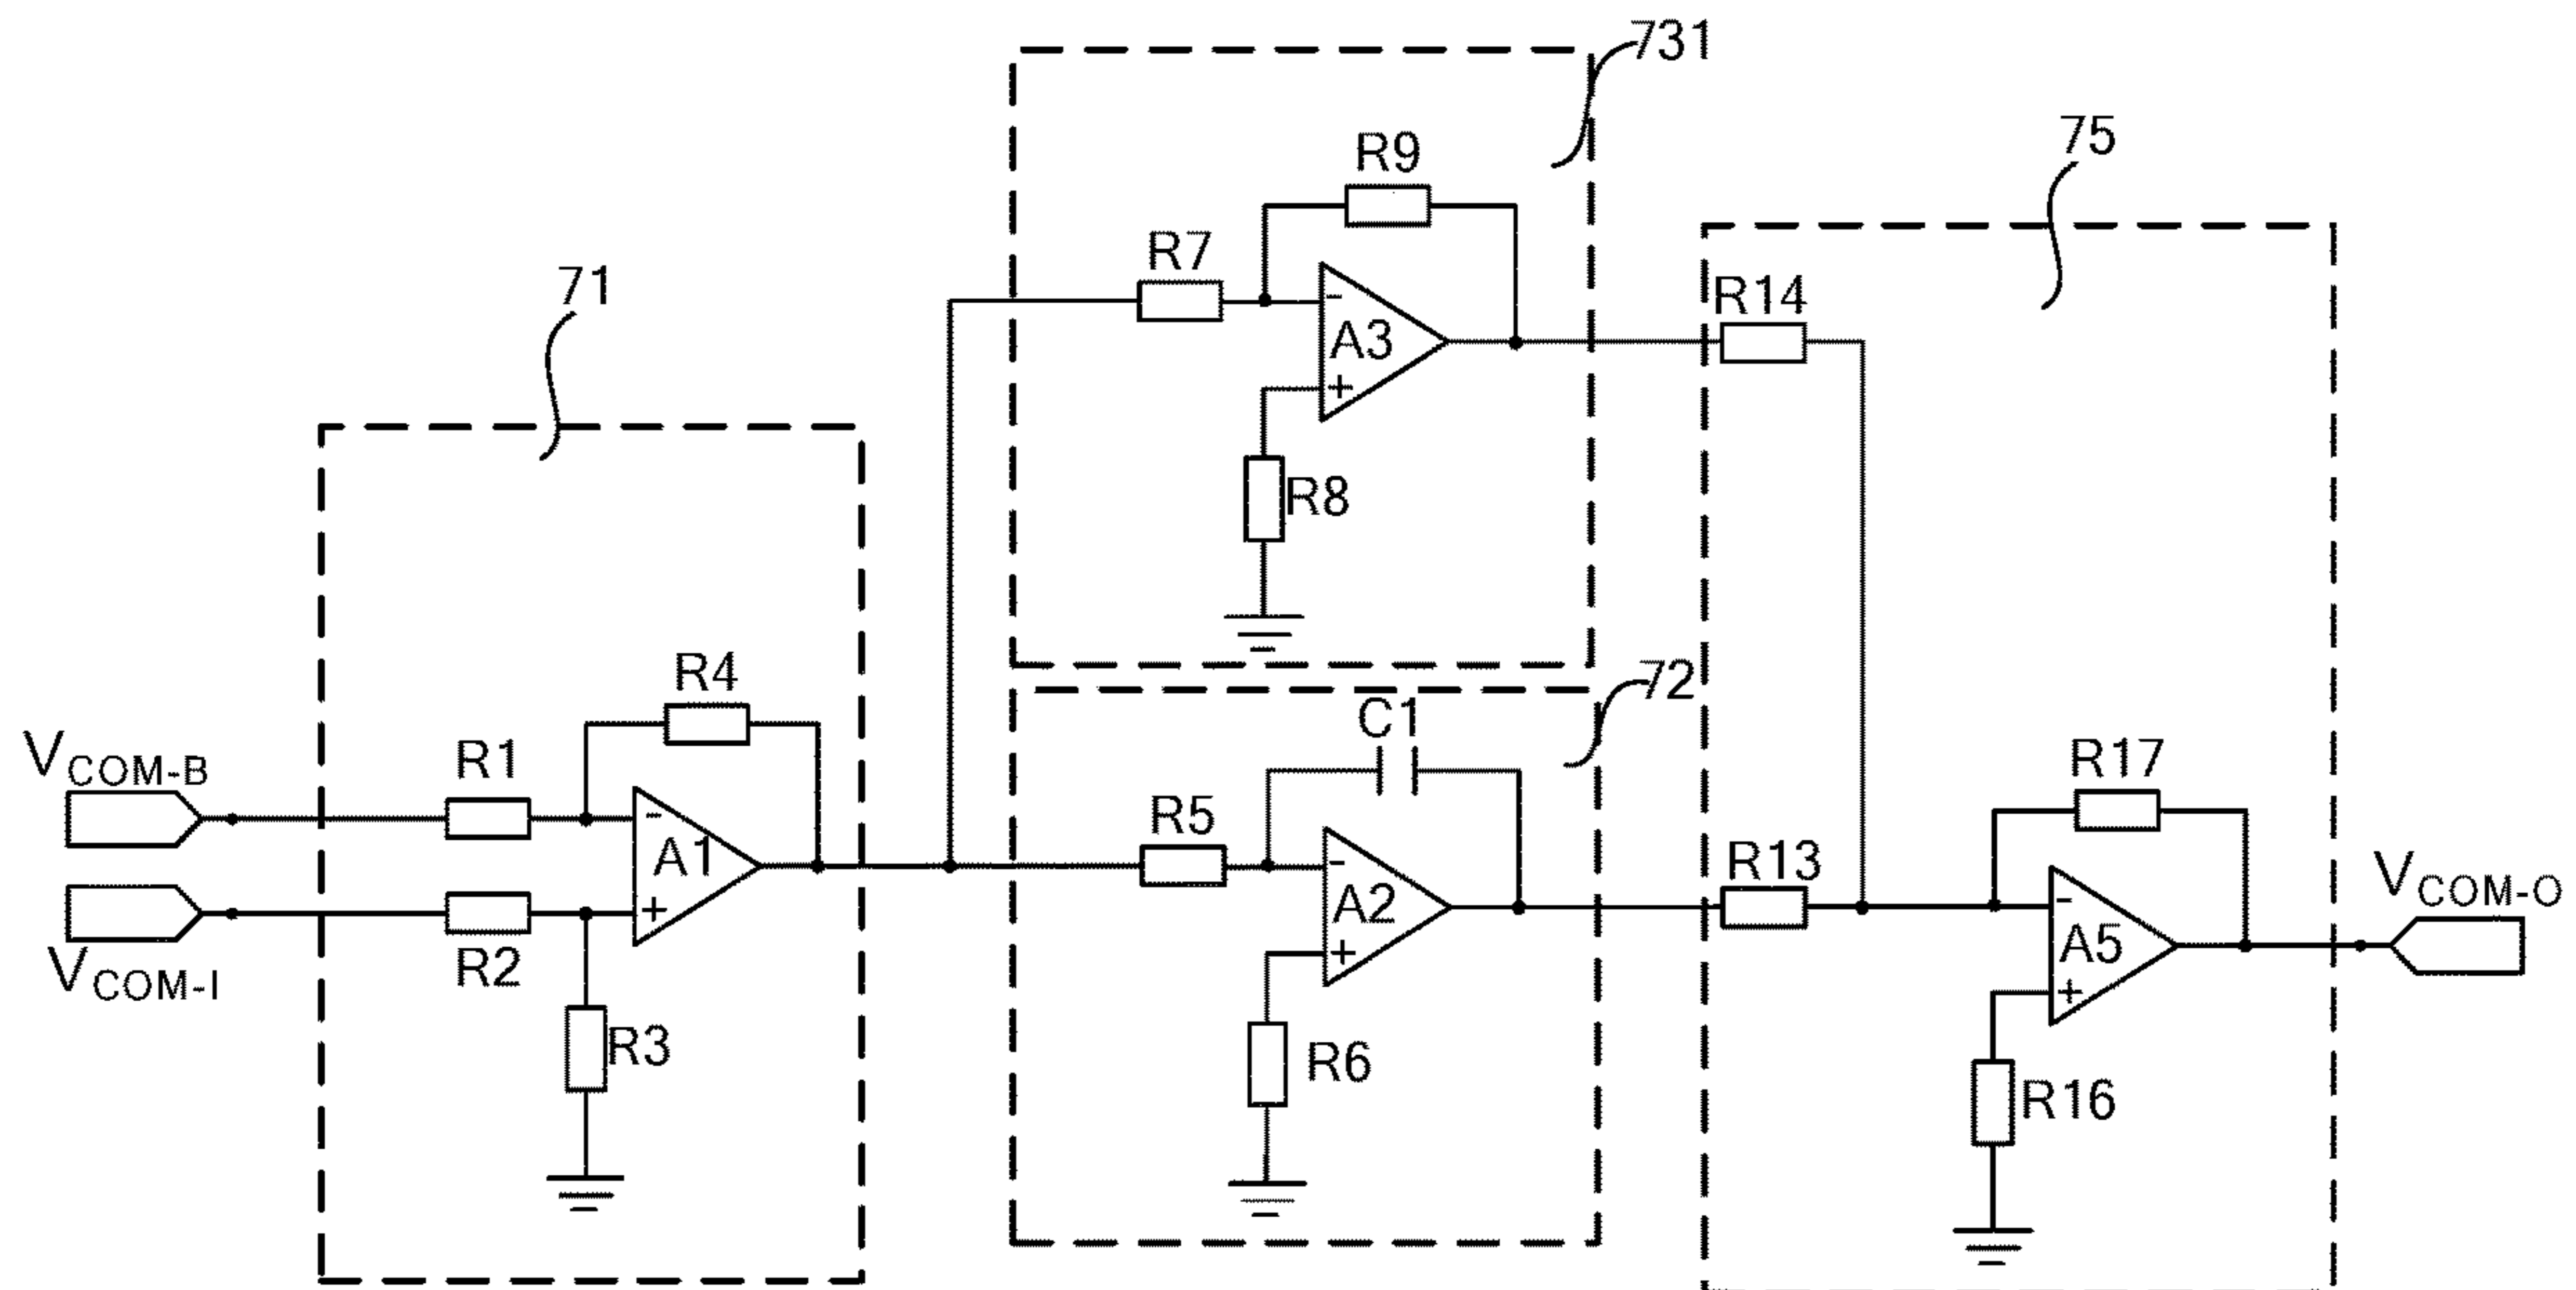 731
75
R9
R7
71
R14
A3
R8
72
R4
C1
V_COM-B
R1
R17
R5
R13
A1
V_COM-O
A2
A5
R2
V_COM-I
R3
R6
R16